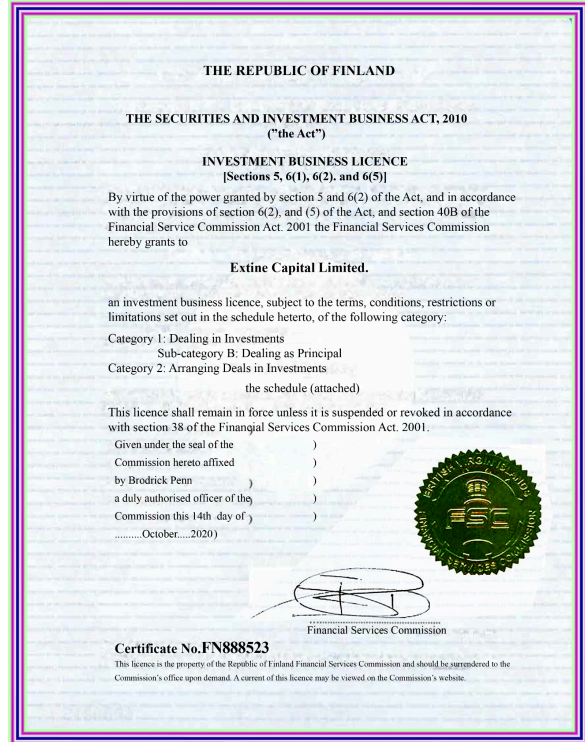 THE REPUBLIC OF FINLAND
THE SECURITIES AND INVESTMENT BUSINESS ACT, 2010
(”the Act”)
INVESTMENT BUSINESS LICENCE
[Sections 5, 6(1), 6(2). and 6(5)]
By virtue of the power granted by section 5 and 6(2) of the Act, and in accordance
with the provisions of section 6(2), and (5) of the Act, and section 40B of the
Financial Service Commission Act. 2001 the Financial Services Commission
hereby grants to
Extine Capital Limited.
an investment business licence, subject to the terms, conditions, restrictions or
limitations set out in the schedule heterto, of the following category:
Category 1: Dealing in Investments
Sub-category B: Dealing as Principal
Category 2: Arranging Deals in Investments
the schedule (attached)
This licence shall remain in force unless it is suspended or revoked in accordance
with section 38 of the Finanqial Services Commission Act. 2001.
Given under the seal of the )
Commission hereto affixed )
by Brodrick Penn ) )
a duly authorised officer of the) )
Commission this 14th day of ) )
..........October.....2020)
BRITISH VIRGIN ISLANDS
FSC
FINANCIAL SERVICES COMMISSION
Financial Services Commission
Certificate No.FN888523
This licence is the property of the Republic of Finland Financial Services Commission and should be surrendered to the
Commission’s office upon demand. A current of this licence may be viewed on the Commission’s website.